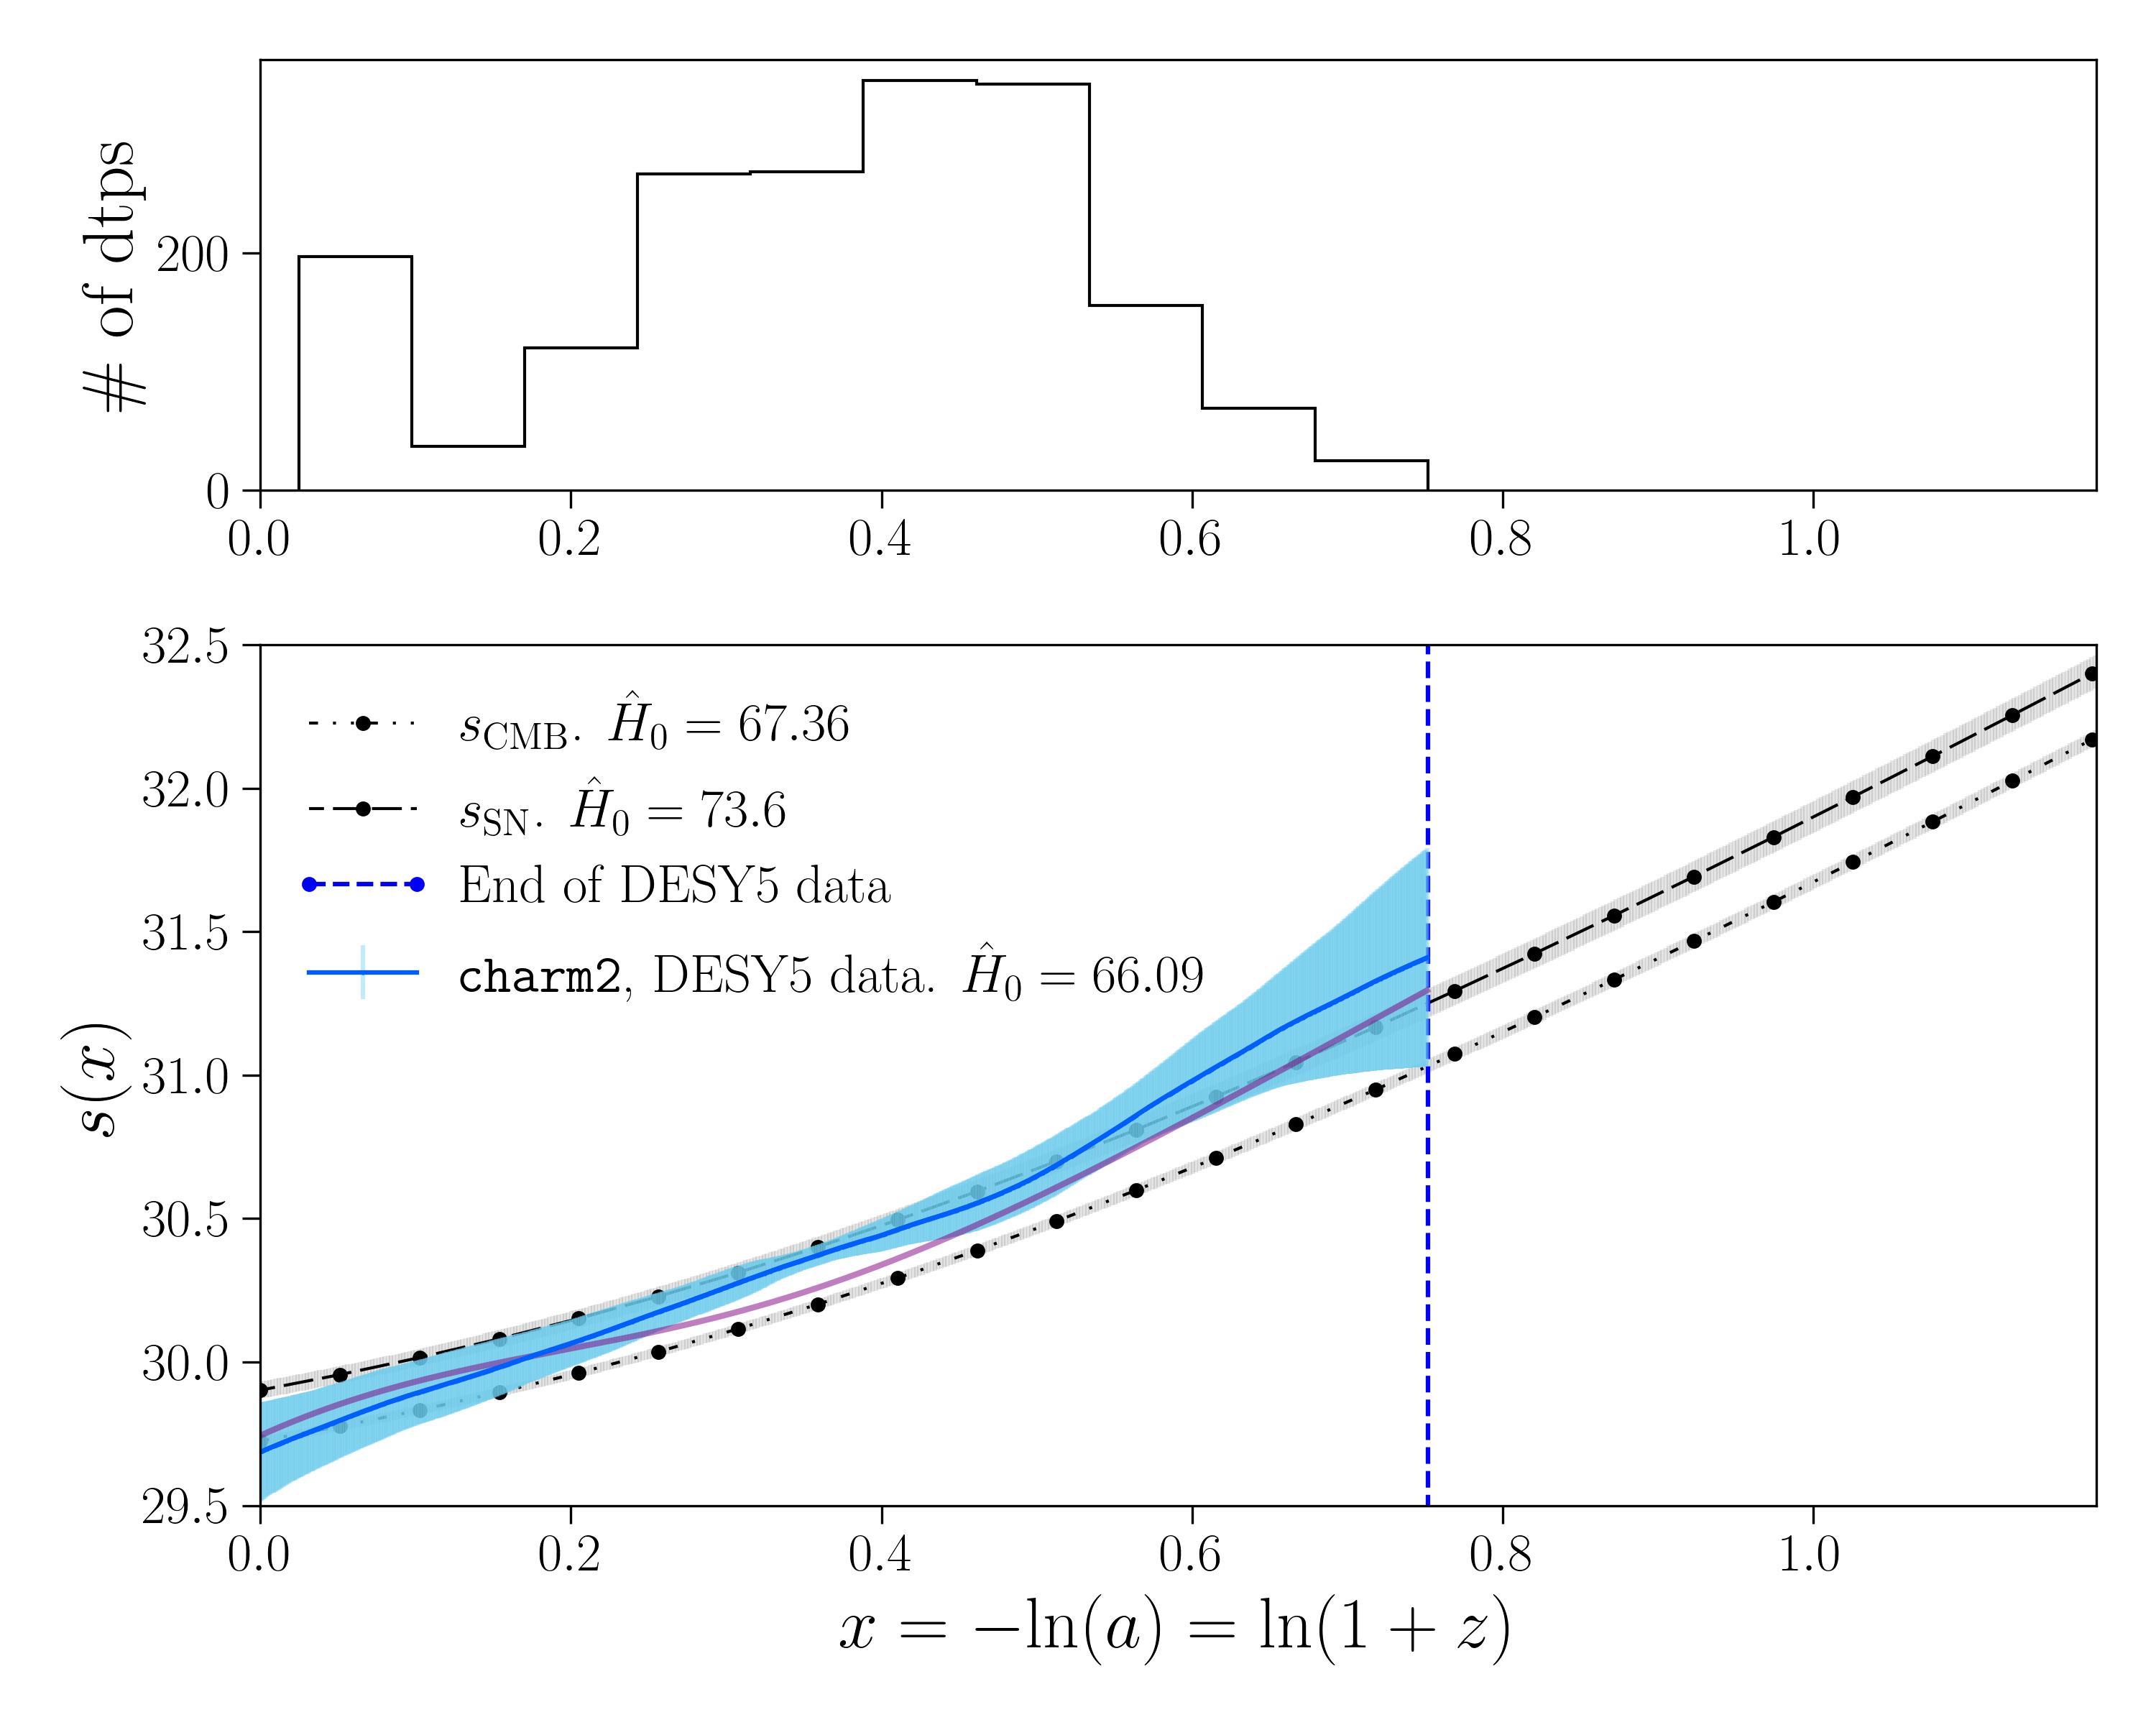 # of dtps
200
0
0.0 0.2 0.4 0.6 0.8 1.0
s(x)
32.5
32.0
31.5
31.0
30.5
30.0
29.5
s_CMB. Ĥ_0 = 67.36
s_SN. Ĥ_0 = 73.6
End of DESY5 data
charm2, DESY5 data. Ĥ_0 = 66.09
0.0 0.2 0.4 0.6 0.8 1.0
x = −ln(a) = ln(1 + z)